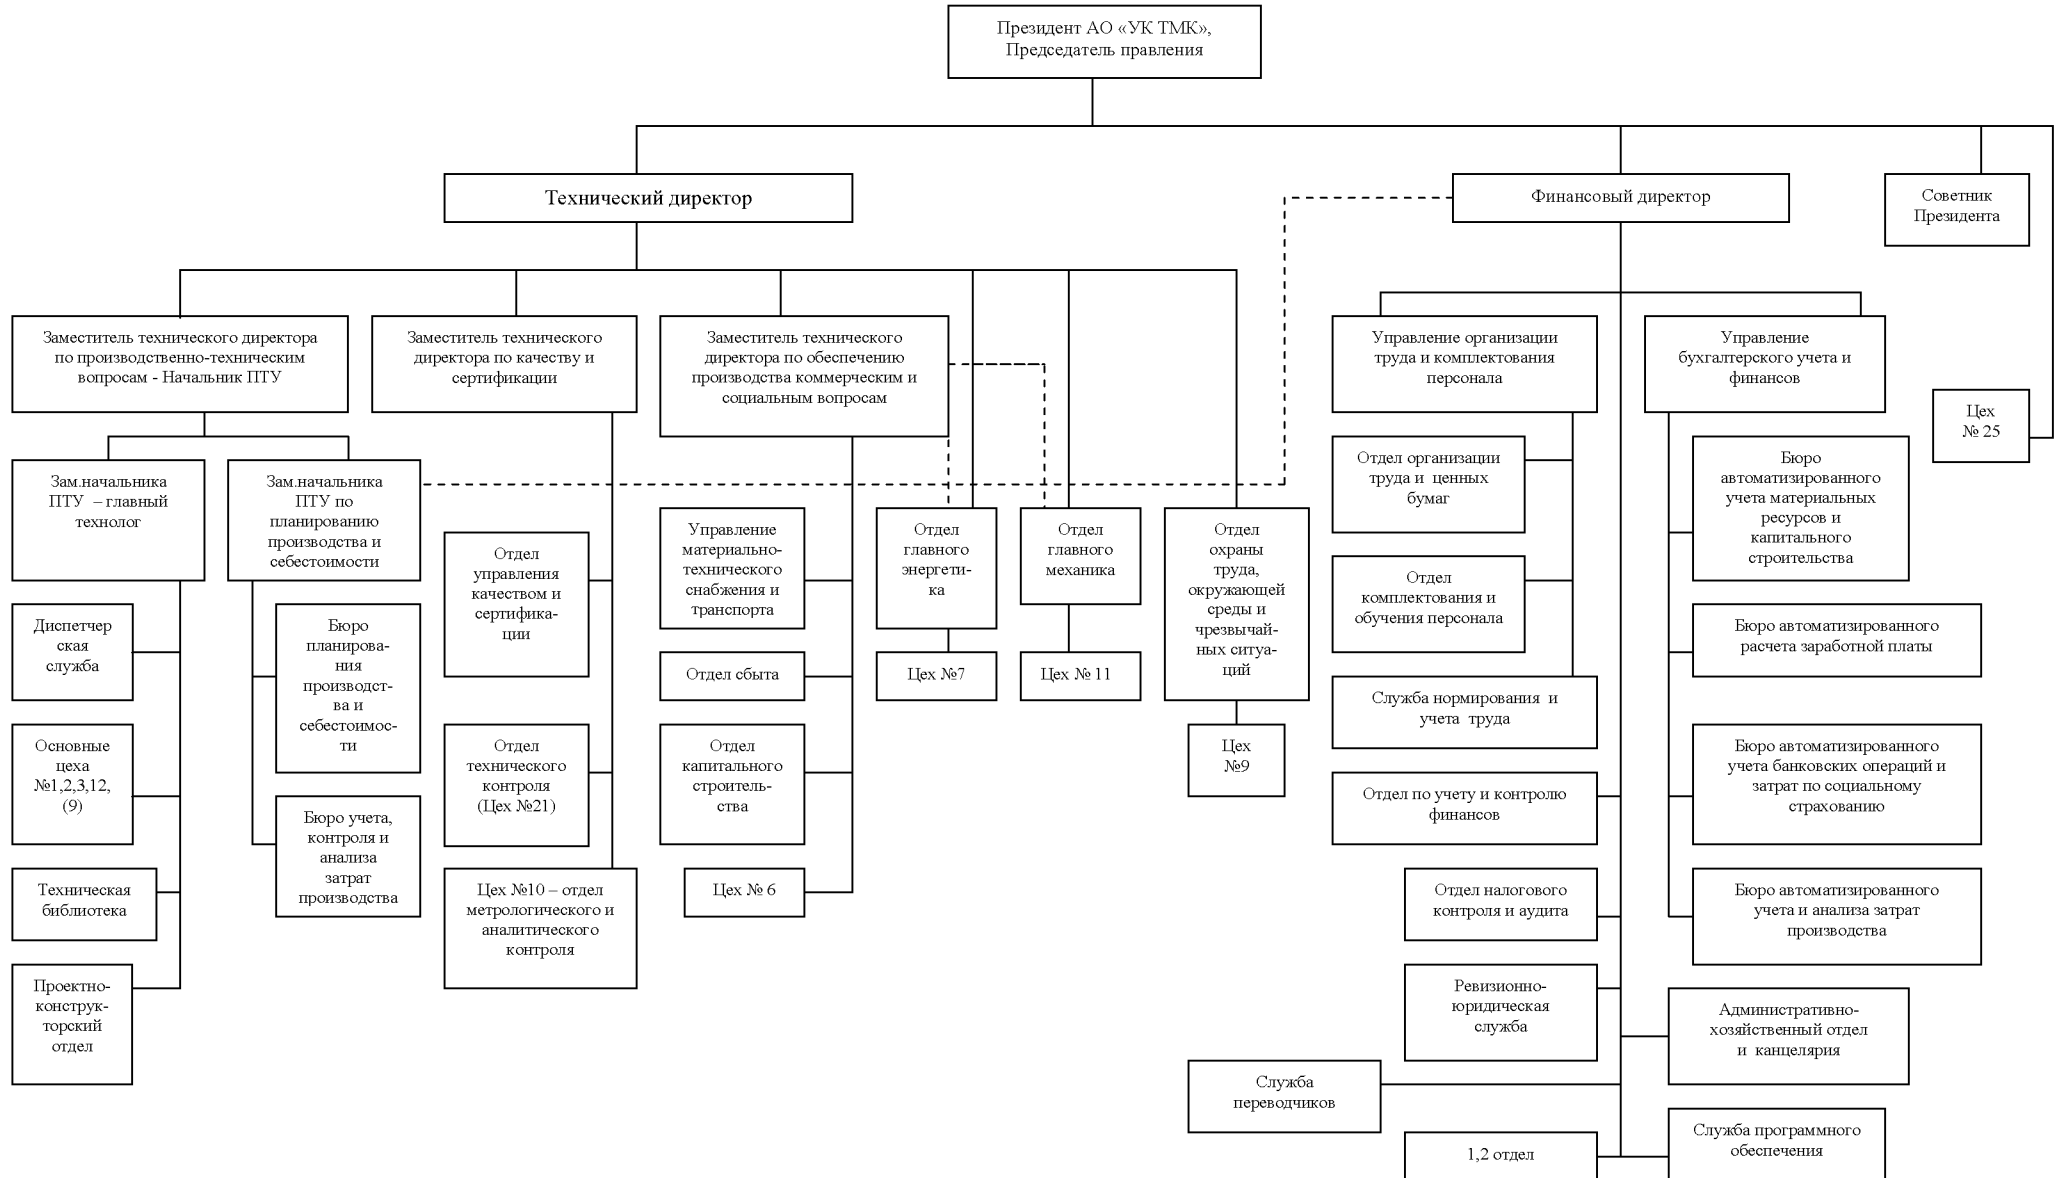 Президент АО «УК ТМК»,
Председатель правления
Технический директор
Финансовый директор
Советник
Президента
Заместитель технического директора
по производственно-техническим
вопросам - Начальник ПТУ
Заместитель технического
директора по качеству и
сертификации
Заместитель технического
директора по обеспечению
производства коммерческим и
социальным вопросам
Управление организации
труда и комплектования
персонала
Управление
бухгалтерского учета и
финансов
Цех
№ 25
Зам.начальника
ПТУ – главный
технолог
Зам.начальника
ПТУ по
планированию
производства и
себестоимости
Отдел
управления
качеством и
сертифика-
ции
Управление
материально-
технического
снабжения и
транспорта
Отдел
главного
энергети-
ка
Отдел
главного
механика
Отдел
охраны
труда,
окружающей
среды и
чрезвычай-
ных ситуа-
ций
Отдел организации
труда и ценных
бумаг
Бюро
автоматизированного
учета материальных
ресурсов и
капитального
строительства
Отдел
комплектования и
обучения персонала
Диспетчер
ская
служба
Бюро
планирова-
ния
производст-
ва и
себестоимос-
ти
Бюро автоматизированного
расчета заработной платы
Отдел сбыта
Цех №7
Цех № 11
Служба нормирования и
учета труда
Основные
цеха
№1,2,3,12,
(9)
Отдел
технического
контроля
(Цех №21)
Отдел
капитального
строитель-
ства
Цех
№9
Бюро автоматизированного
учета банковских операций и
затрат по социальному
страхованию
Отдел по учету и контролю
финансов
Бюро учета,
контроля и
анализа
затрат
производства
Техническая
библиотека
Цех №10 – отдел
метрологического и
аналитического
контроля
Цех № 6
Отдел налогового
контроля и аудита
Бюро автоматизированного
учета и анализа затрат
производства
Проектно-
конструк-
торский
отдел
Ревизионно-
юридическая
служба
Административно-
хозяйственный отдел
и канцелярия
Служба
переводчиков
1,2 отдел
Служба программного
обеспечения